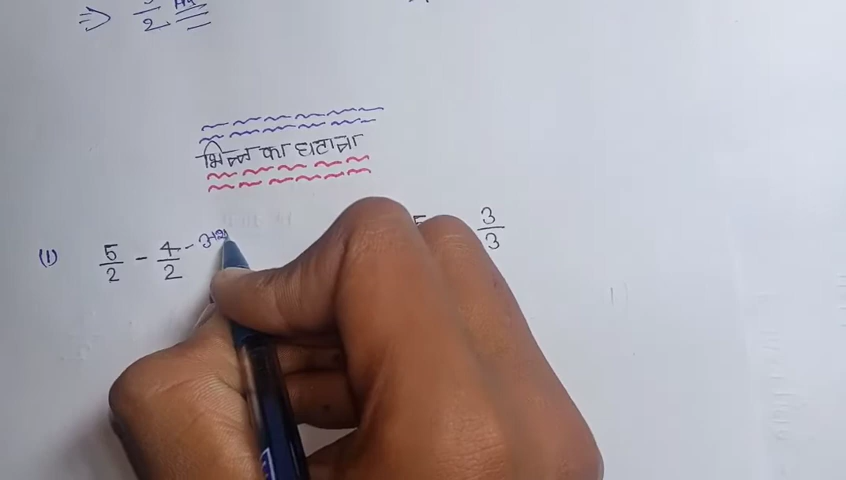 ⇒ 5/2
भिन्न का घटाना
(1) 5/2 - 4/2 - अंश
3/3